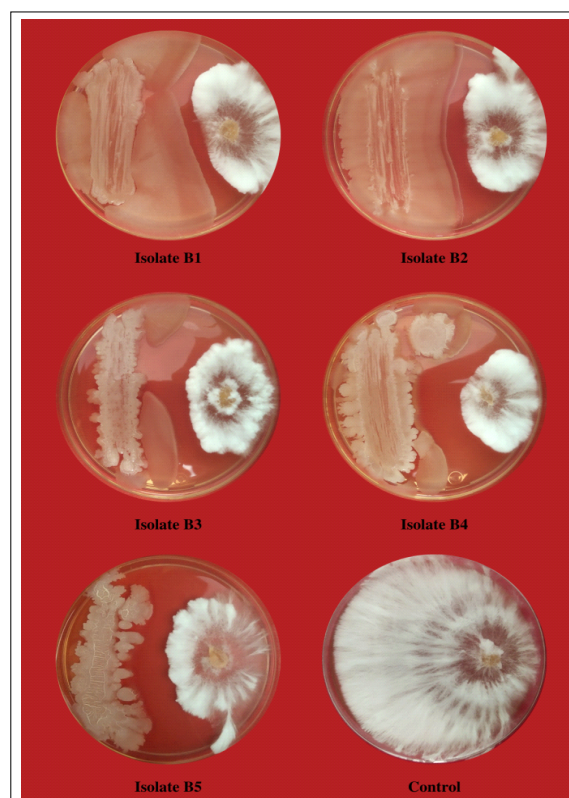 Isolate B1
Isolate B2
Isolate B3
Isolate B4
Isolate B5
Control